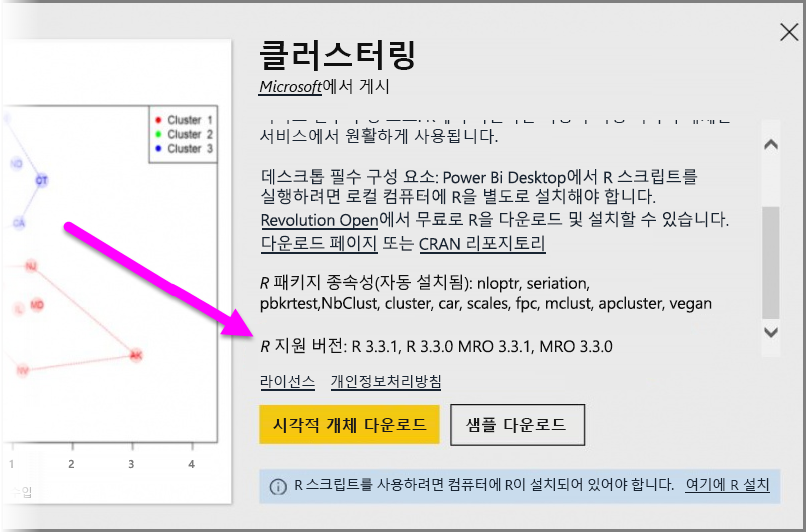 클러스터링
Microsoft에서 게시
서비스에서 원활하게 사용됩니다.
데스크톱 필수 구성 요소: Power Bi Desktop에서 R 스크립트를
실행하려면 로컬 컴퓨터에 R을 별도로 설치해야 합니다.
Revolution Open에서 무료로 R을 다운로드 및 설치할 수 있습니다.
다운로드 페이지 또는 CRAN 리포지토리
R 패키지 종속성(자동 설치됨): nloptr, seriation,
pbkrtest,NbClust, cluster, car, scales, fpc, mclust, apcluster, vegan
R 지원 버전: R 3.3.1, R 3.3.0 MRO 3.3.1, MRO 3.3.0
라이선스 개인정보처리방침
시각적 개체 다운로드 샘플 다운로드
R 스크립트를 사용하려면 컴퓨터에 R이 설치되어 있어야 합니다. 여기에 R 설치
Cluster 1
Cluster 2
Cluster 3
ND
CT
CA
NJ
MD
NV
AK
1 2 3 4